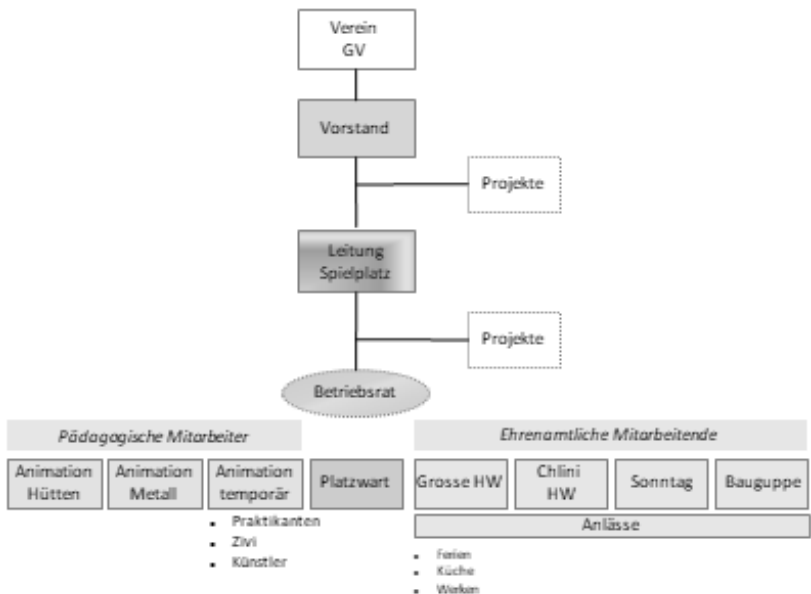 Verein
GV
Vorstand
Projekte
Leitung
Spielplatz
Projekte
Betriebsrat
Pädagogische Mitarbeiter
Ehrenamtliche Mitarbeitende
Animation
Hütten
Animation
Metall
Animation
temporär
Platzwart
Grosse HW
Chlini
HW
Sonntag
Bauguppe
Anlässe
▪ Praktikanten
▪ Zivi
▪ Künstler
▪ Ferien
▪ Küche
▪ Werken